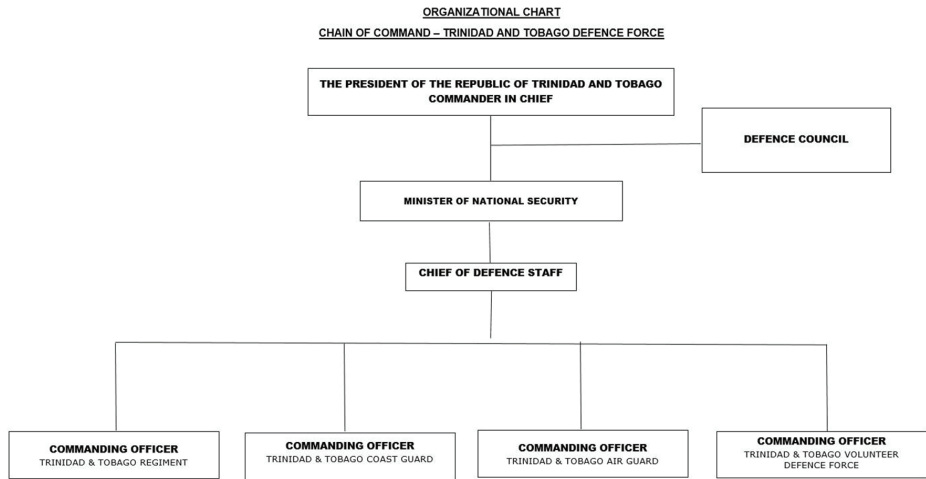 ORGANIZATIONAL CHART
CHAIN OF COMMAND – TRINIDAD AND TOBAGO DEFENCE FORCE
THE PRESIDENT OF THE REPUBLIC OF TRINIDAD AND TOBAGO
COMMANDER IN CHIEF
DEFENCE COUNCIL
MINISTER OF NATIONAL SECURITY
CHIEF OF DEFENCE STAFF
COMMANDING OFFICER
TRINIDAD & TOBAGO REGIMENT
COMMANDING OFFICER
TRINIDAD & TOBAGO COAST GUARD
COMMANDING OFFICER
TRINIDAD & TOBAGO AIR GUARD
COMMANDING OFFICER
TRINIDAD & TOBAGO VOLUNTEER
DEFENCE FORCE